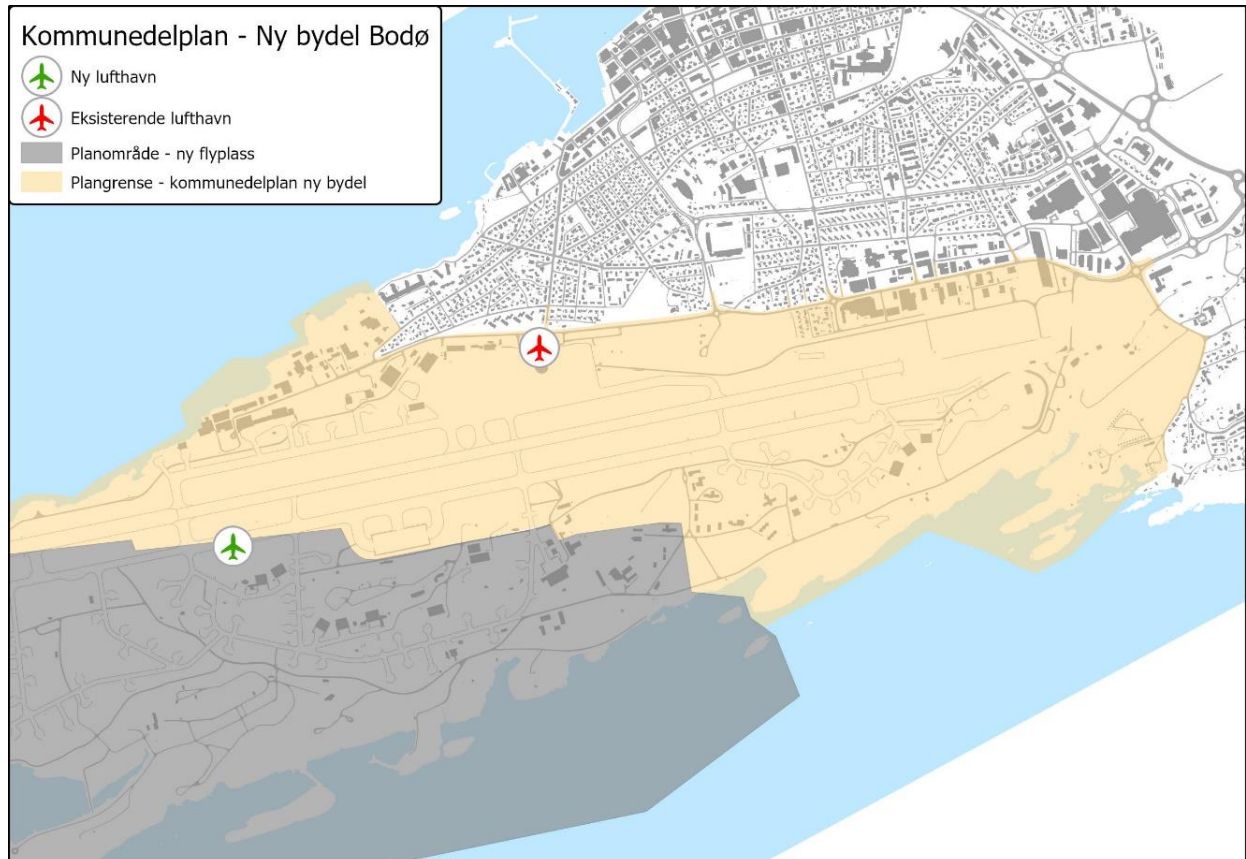 Kommunedelplan - Ny bydel Bodø
Ny lufthavn
Eksisterende lufthavn
Planområde - ny flyplass
Plangrense - kommunedelplan ny bydel